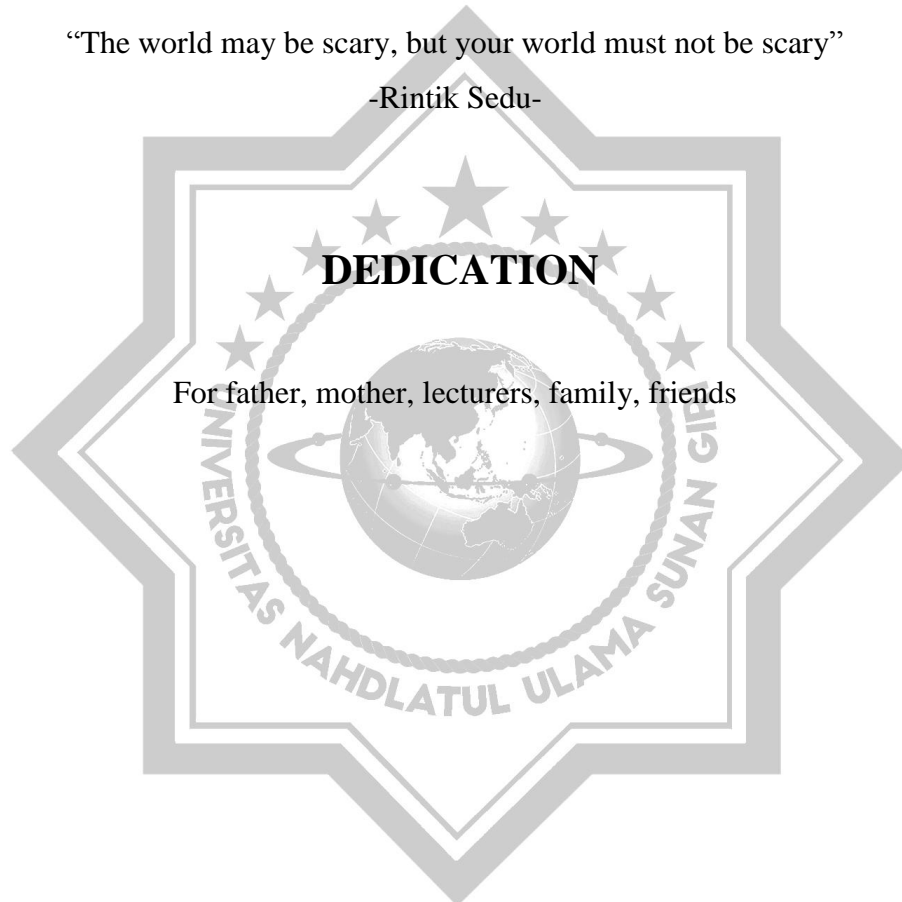 “The world may be scary, but your world must not be scary”
-Rintik Sedu-
DEDICATION
For father, mother, lecturers, family, friends
UNIVERSITAS NAHDLATUL ULAMA SUNAN GIRI